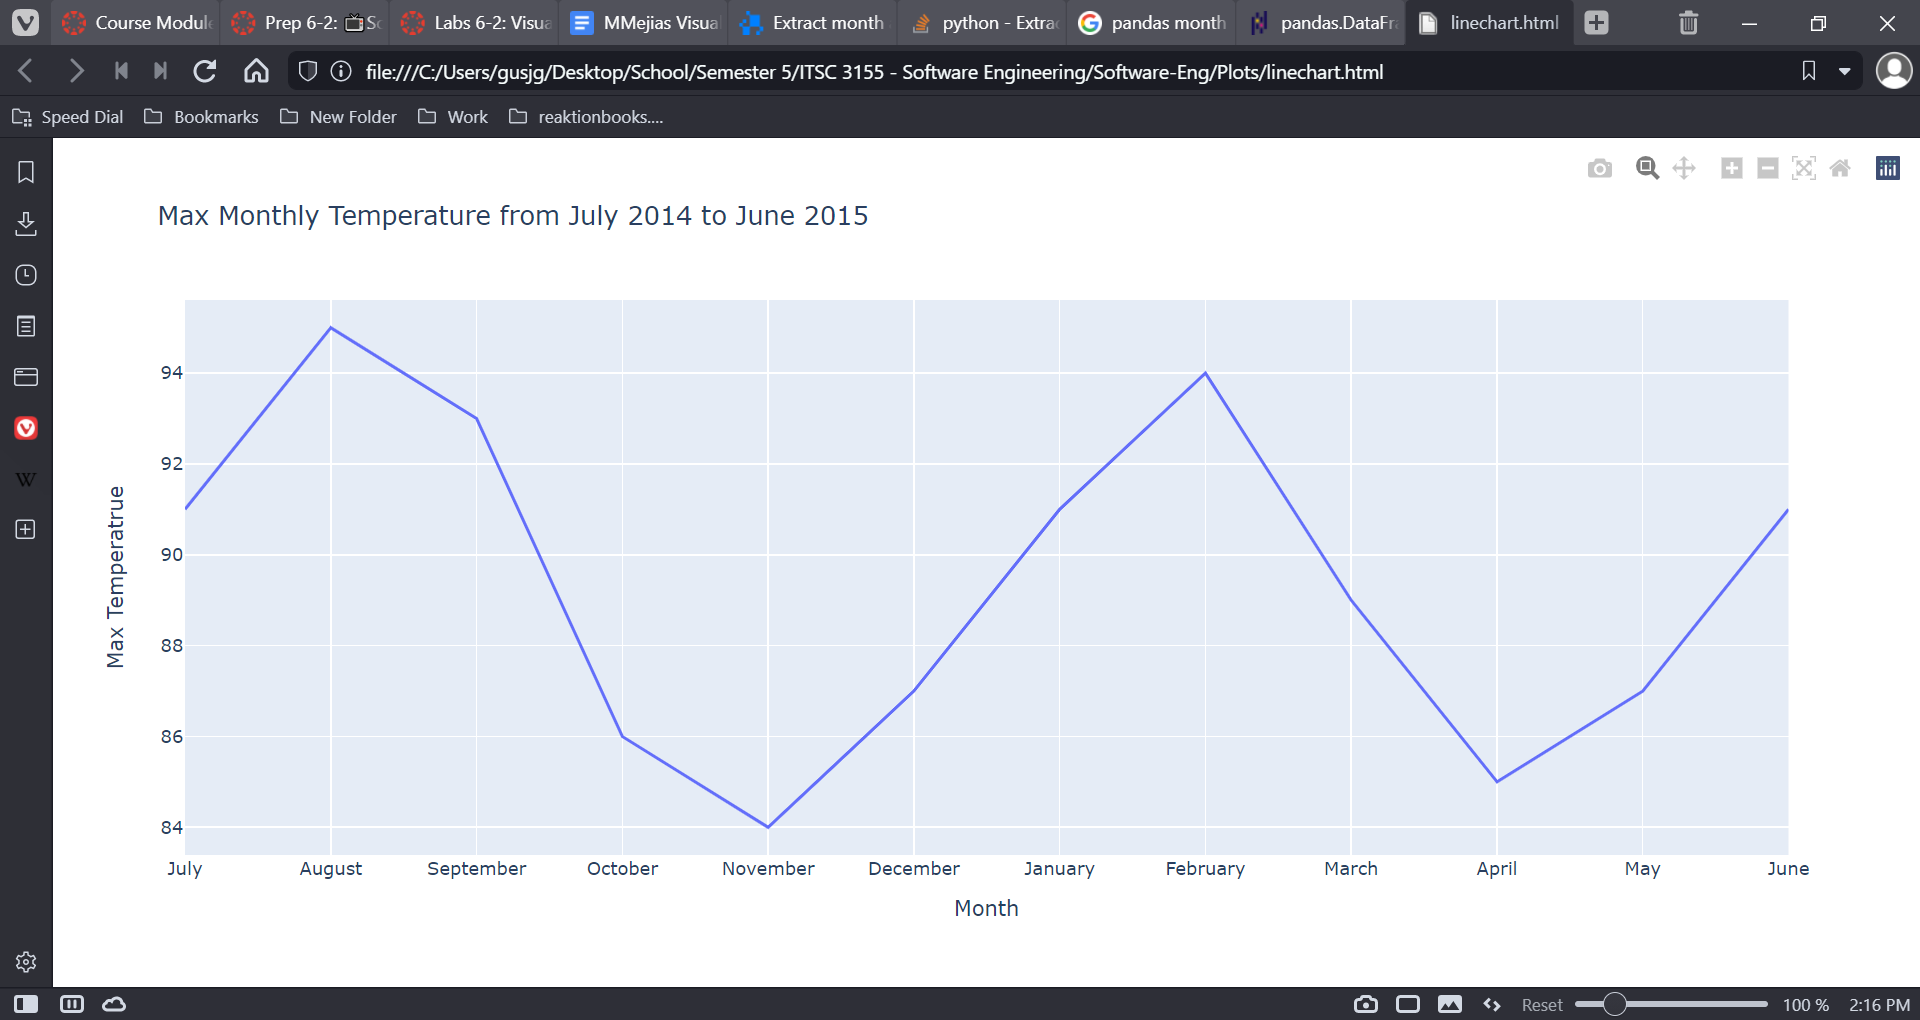 Course Modul
Prep 6-2: Sc
Labs 6-2: Visua
MMejias Visual
Extract month
python - Extra
pandas month
pandas.DataFra
linechart.html
file:///C:/Users/gusjg/Desktop/School/Semester 5/ITSC 3155 - Software Engineering/Software-Eng/Plots/linechart.html
Speed Dial
Bookmarks
New Folder
Work
reaktionbooks....
W
Max Monthly Temperature from July 2014 to June 2015
94
92
90
88
86
84
Max Temperatrue
July August September October November December January February March April May June
Month
Reset
100 %
2:16 PM